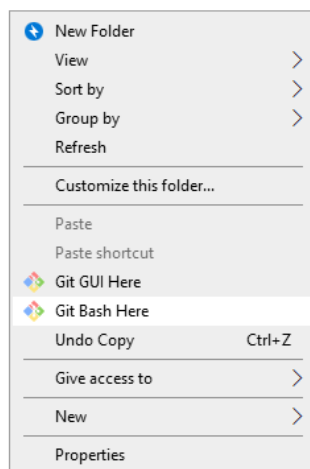 New Folder
View
Sort by
Group by
Refresh
Customize this folder...
Paste
Paste shortcut
Git GUI Here
Git Bash Here
Undo Copy Ctrl+Z
Give access to
New
Properties